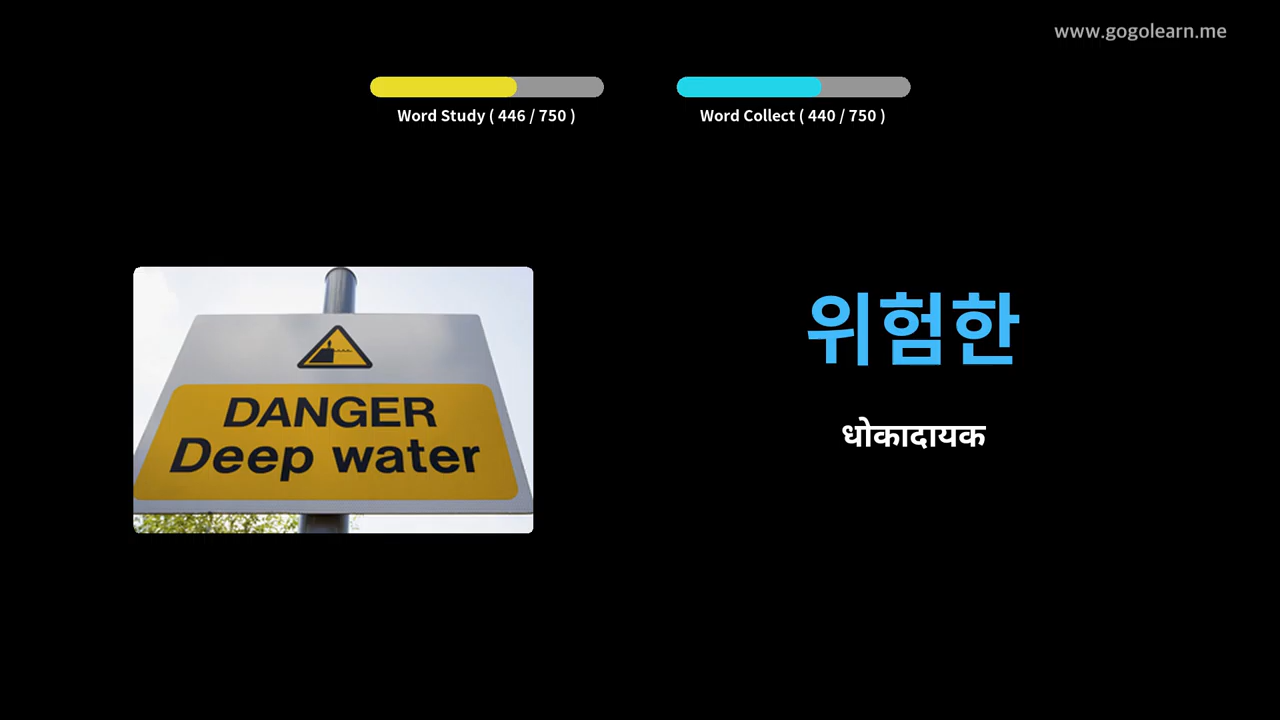 www.gogolearn.me
Word Study ( 446 / 750 )
Word Collect ( 440 / 750 )
DANGER
Deep water
위험한
धोकादायक